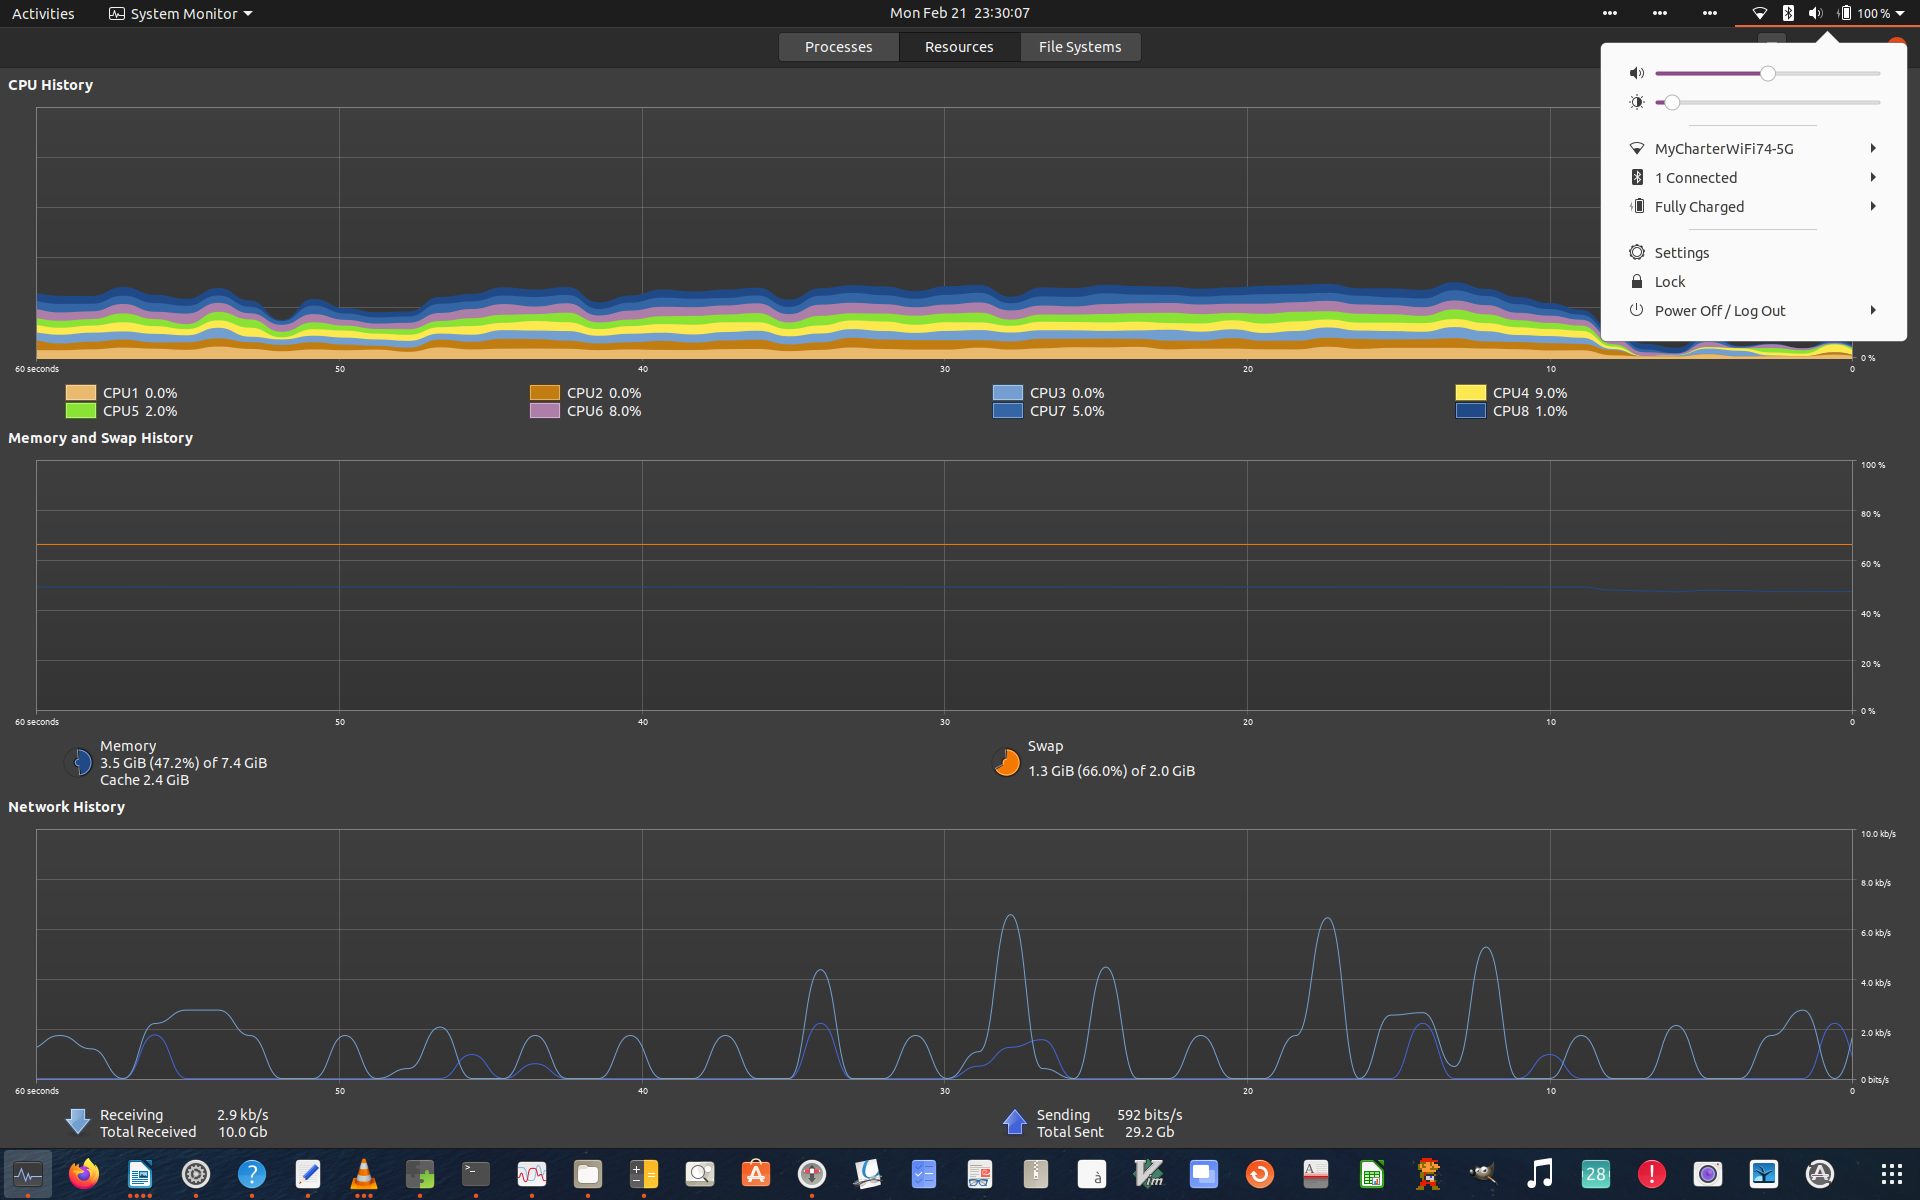 Activities
System Monitor
Mon Feb 21 23:30:07
100 %
Processes
Resources
File Systems
MyCharterWiFi74-5G
1 Connected
Fully Charged
Settings
Lock
Power Off / Log Out
CPU History
0 %
60 seconds 50 40 30 20 10 0
CPU1 0.0% CPU2 0.0% CPU3 0.0% CPU4 9.0%
CPU5 2.0% CPU6 8.0% CPU7 5.0% CPU8 1.0%
Memory and Swap History
100 %
80 %
60 %
40 %
20 %
0 %
60 seconds 50 40 30 20 10 0
Memory
3.5 GiB (47.2%) of 7.4 GiB
Cache 2.4 GiB
Swap
1.3 GiB (66.0%) of 2.0 GiB
Network History
10.0 kb/s
8.0 kb/s
6.0 kb/s
4.0 kb/s
2.0 kb/s
0 bits/s
60 seconds 50 40 30 20 10 0
Receiving 2.9 kb/s
Total Received 10.0 Gb
Sending 592 bits/s
Total Sent 29.2 Gb
?
>_
à
Vim
A
28
!